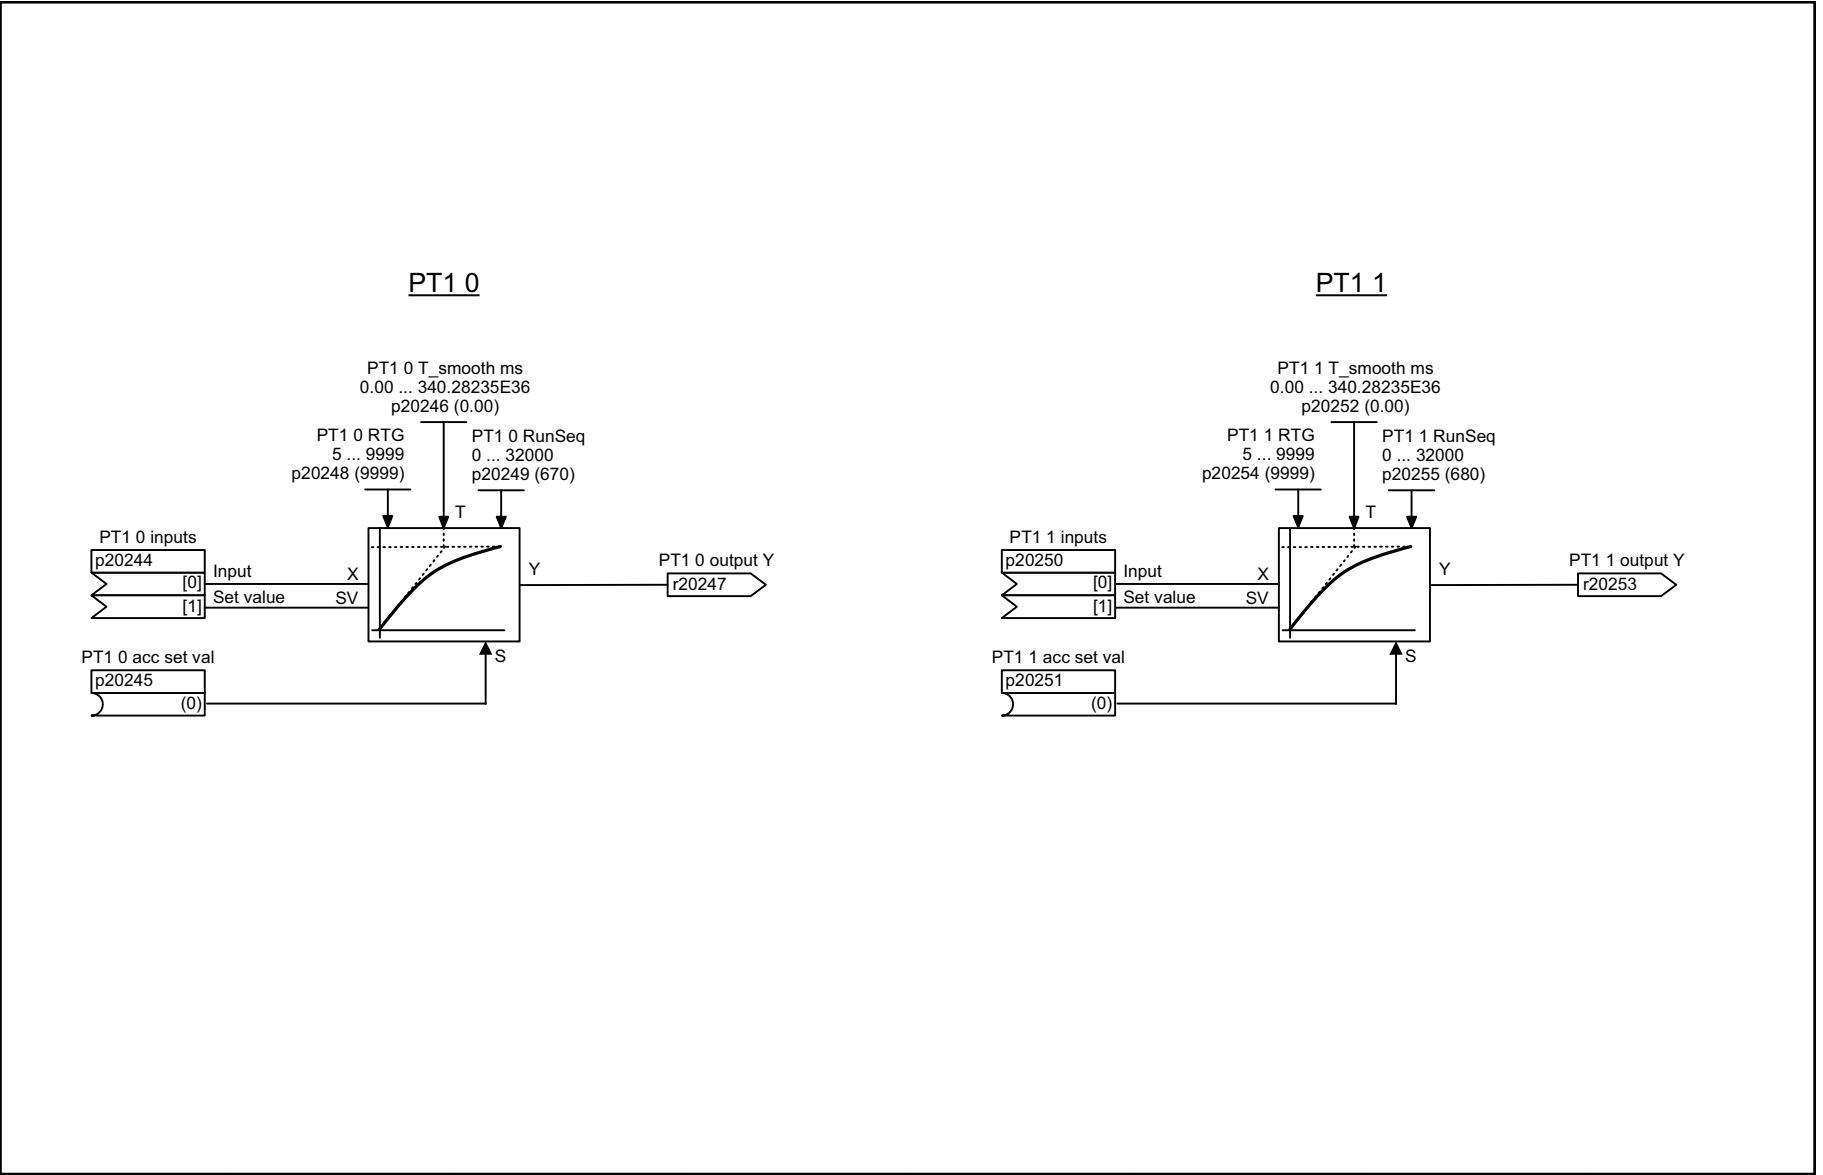 PT1 0
PT1 0 T_smooth ms
0.00 ... 340.28235E36
p20246 (0.00)
PT1 0 RTG
5 ... 9999
p20248 (9999)
PT1 0 RunSeq
0 ... 32000
p20249 (670)
T
PT1 0 inputs
p20244
[0]
Input
X
[1]
Set value
SV
Y
PT1 0 output Y
r20247
PT1 0 acc set val
p20245
(0)
S
PT1 1
PT1 1 T_smooth ms
0.00 ... 340.28235E36
p20252 (0.00)
PT1 1 RTG
5 ... 9999
p20254 (9999)
PT1 1 RunSeq
0 ... 32000
p20255 (680)
T
PT1 1 inputs
p20250
[0]
Input
X
[1]
Set value
SV
Y
PT1 1 output Y
r20253
PT1 1 acc set val
p20251
(0)
S